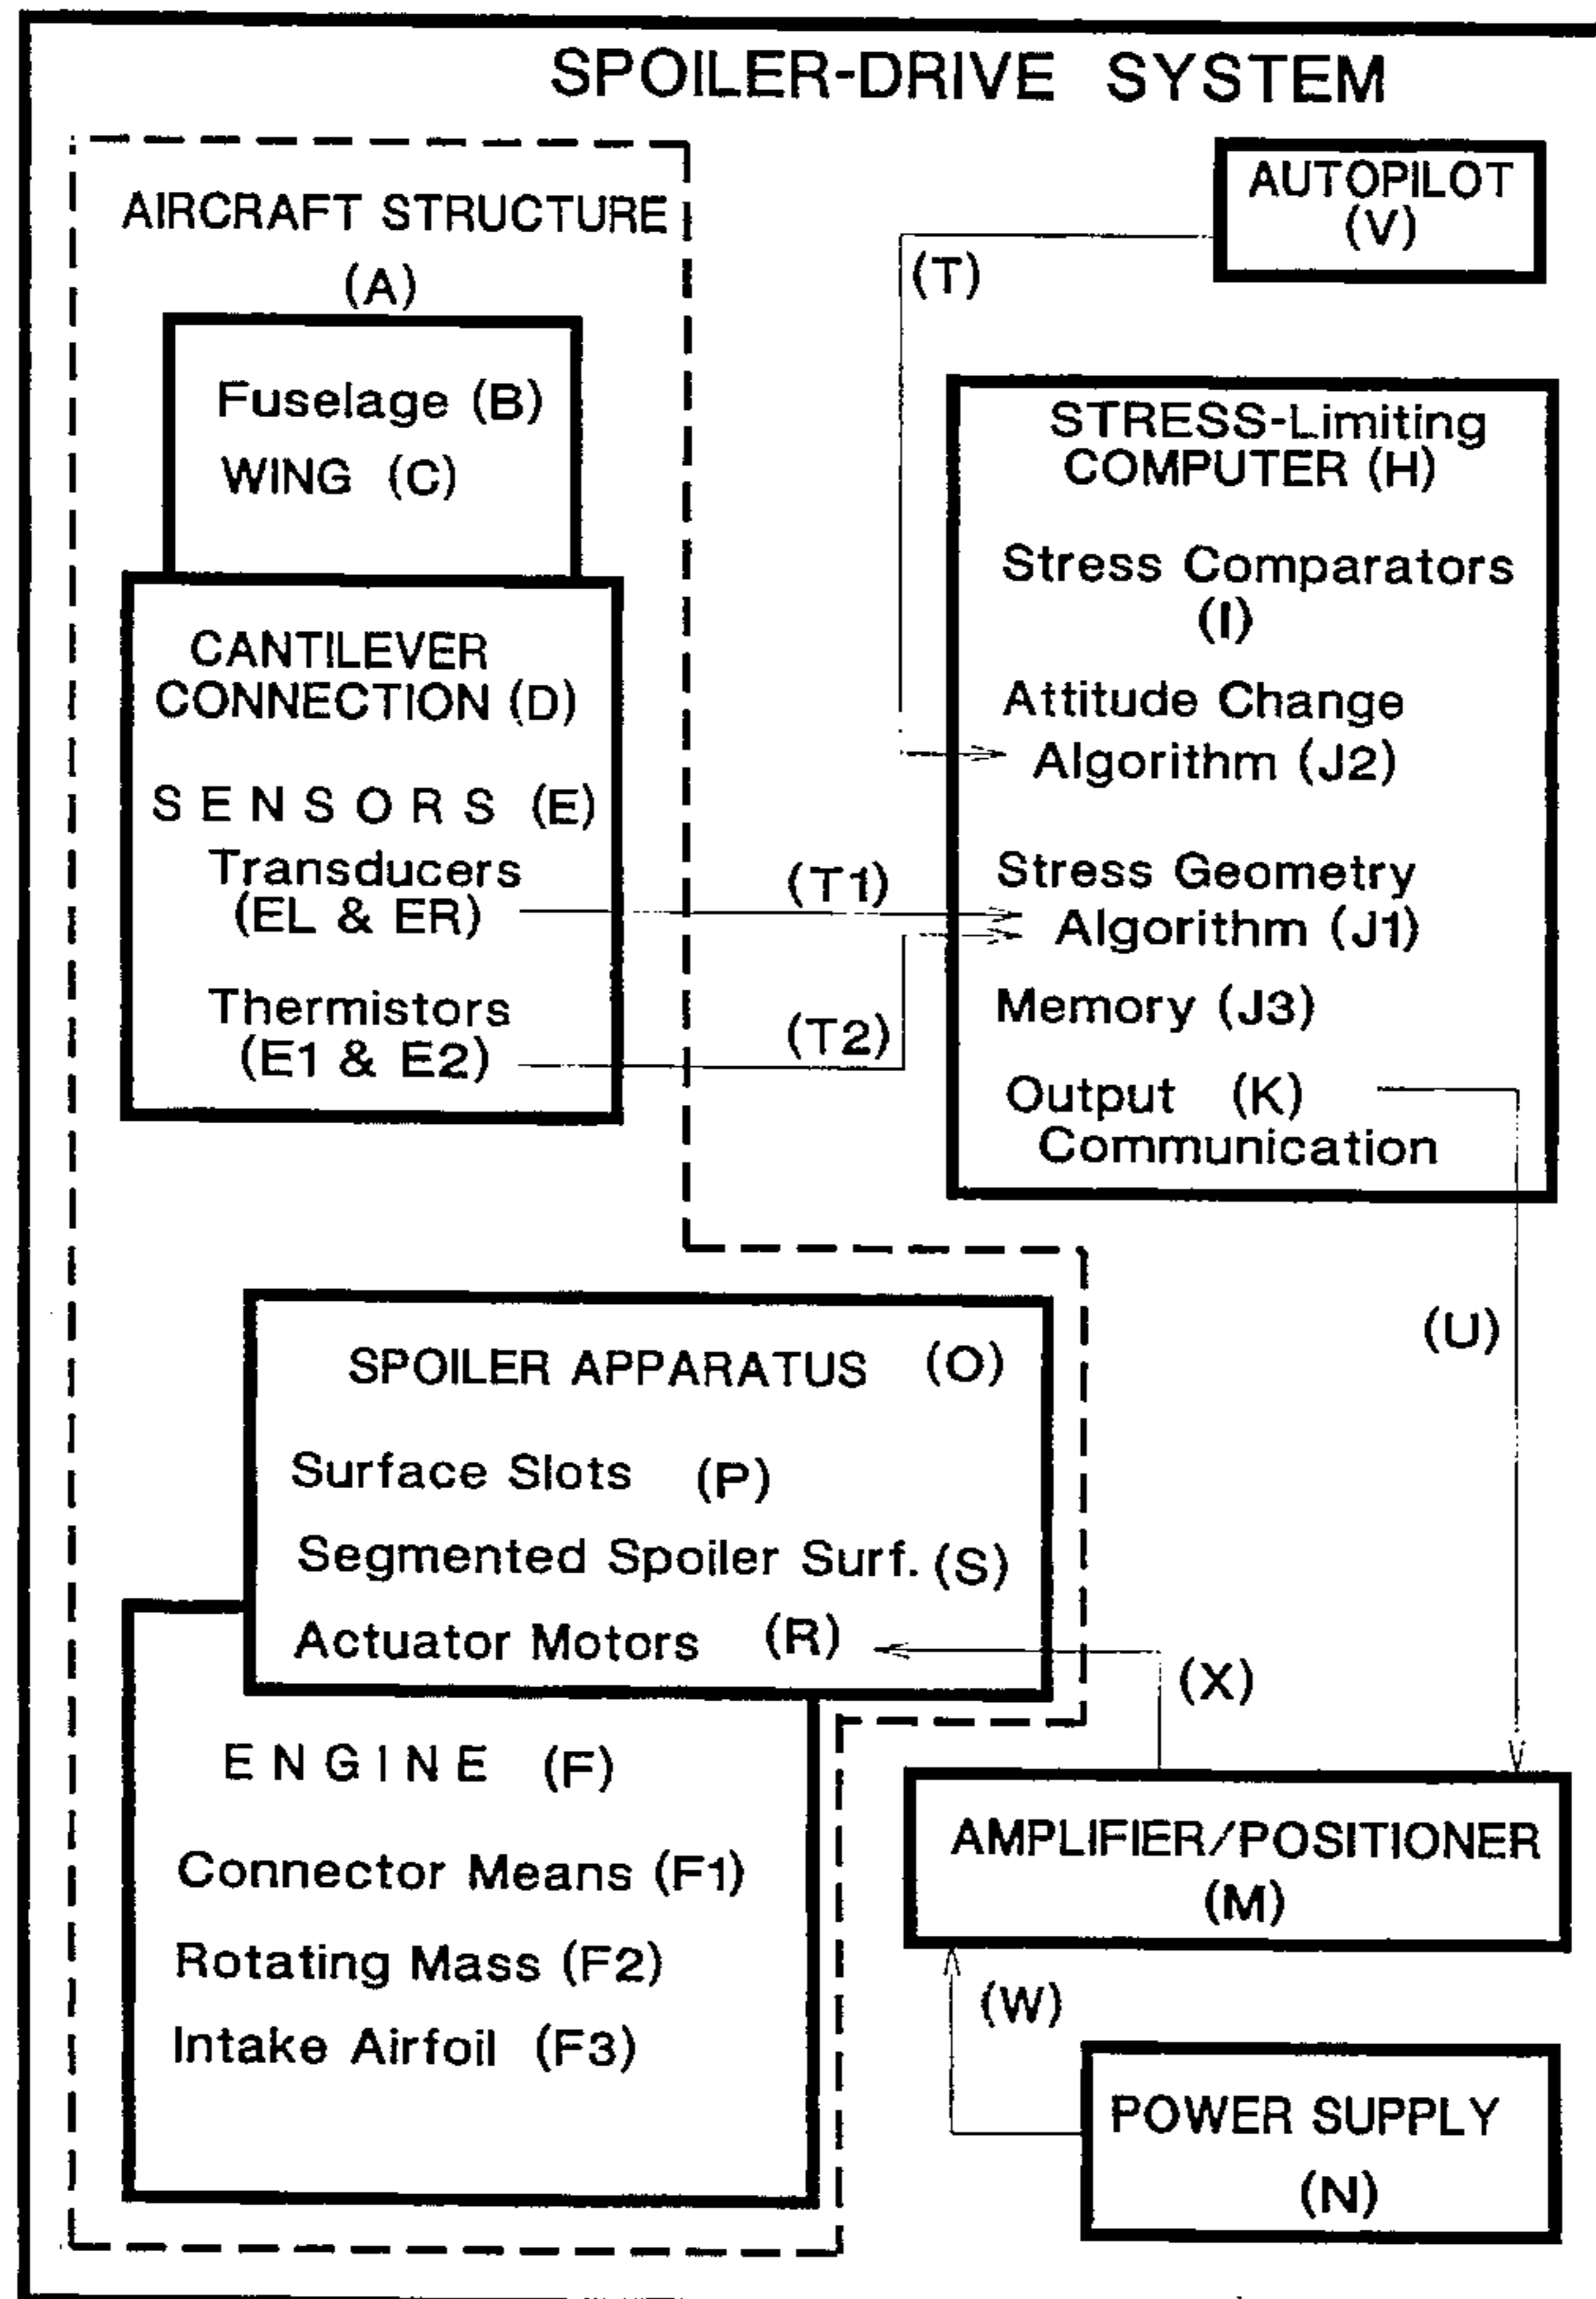 SPOILER-DRIVE SYSTEM
AIRCRAFT STRUCTURE
(A)
Fuselage (B)
WING (C)
CANTILEVER
CONNECTION (D)
SENSORS (E)
Transducers
(EL & ER)
Thermistors
(E1 & E2)
(T1)
(T2)
AUTOPILOT
(V)
(T)
STRESS-Limiting
COMPUTER (H)
Stress Comparators
(I)
Attitude Change
Algorithm (J2)
Stress Geometry
Algorithm (J1)
Memory (J3)
Output (K)
Communication
(U)
SPOILER APPARATUS (O)
Surface Slots (P)
Segmented Spoiler Surf. (S)
Actuator Motors (R)
(X)
ENGINE (F)
Connector Means (F1)
Rotating Mass (F2)
Intake Airfoil (F3)
AMPLIFIER/POSITIONER
(M)
(W)
POWER SUPPLY
(N)